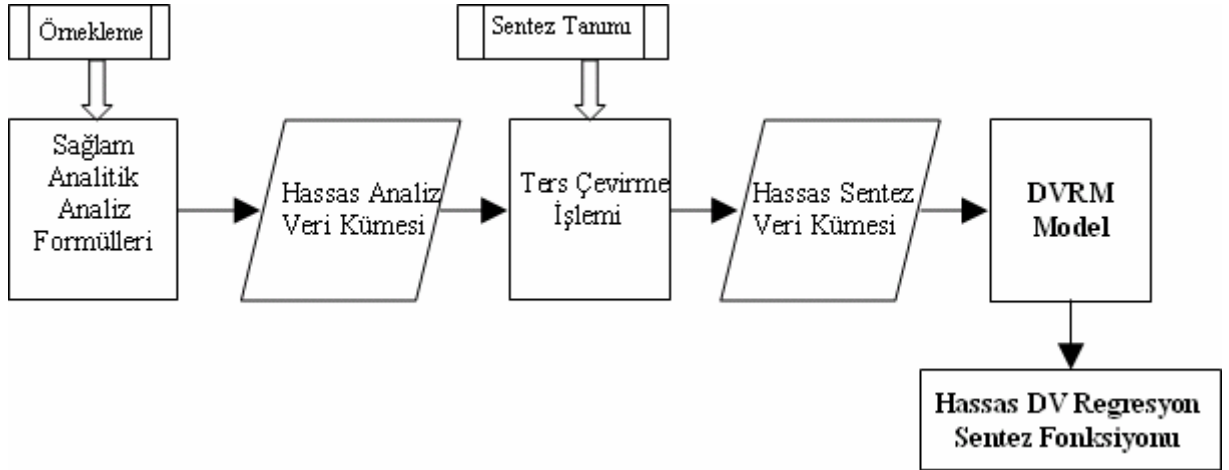 Örnekleme
Sentez Tanımı
Sağlam
Analitik
Analiz
Formülleri
Hassas Analiz
Veri Kümesi
Ters Çevirme
İşlemi
Hassas Sentez
Veri Kümesi
DVRM
Model
Hassas DV Regresyon
Sentez Fonksiyonu